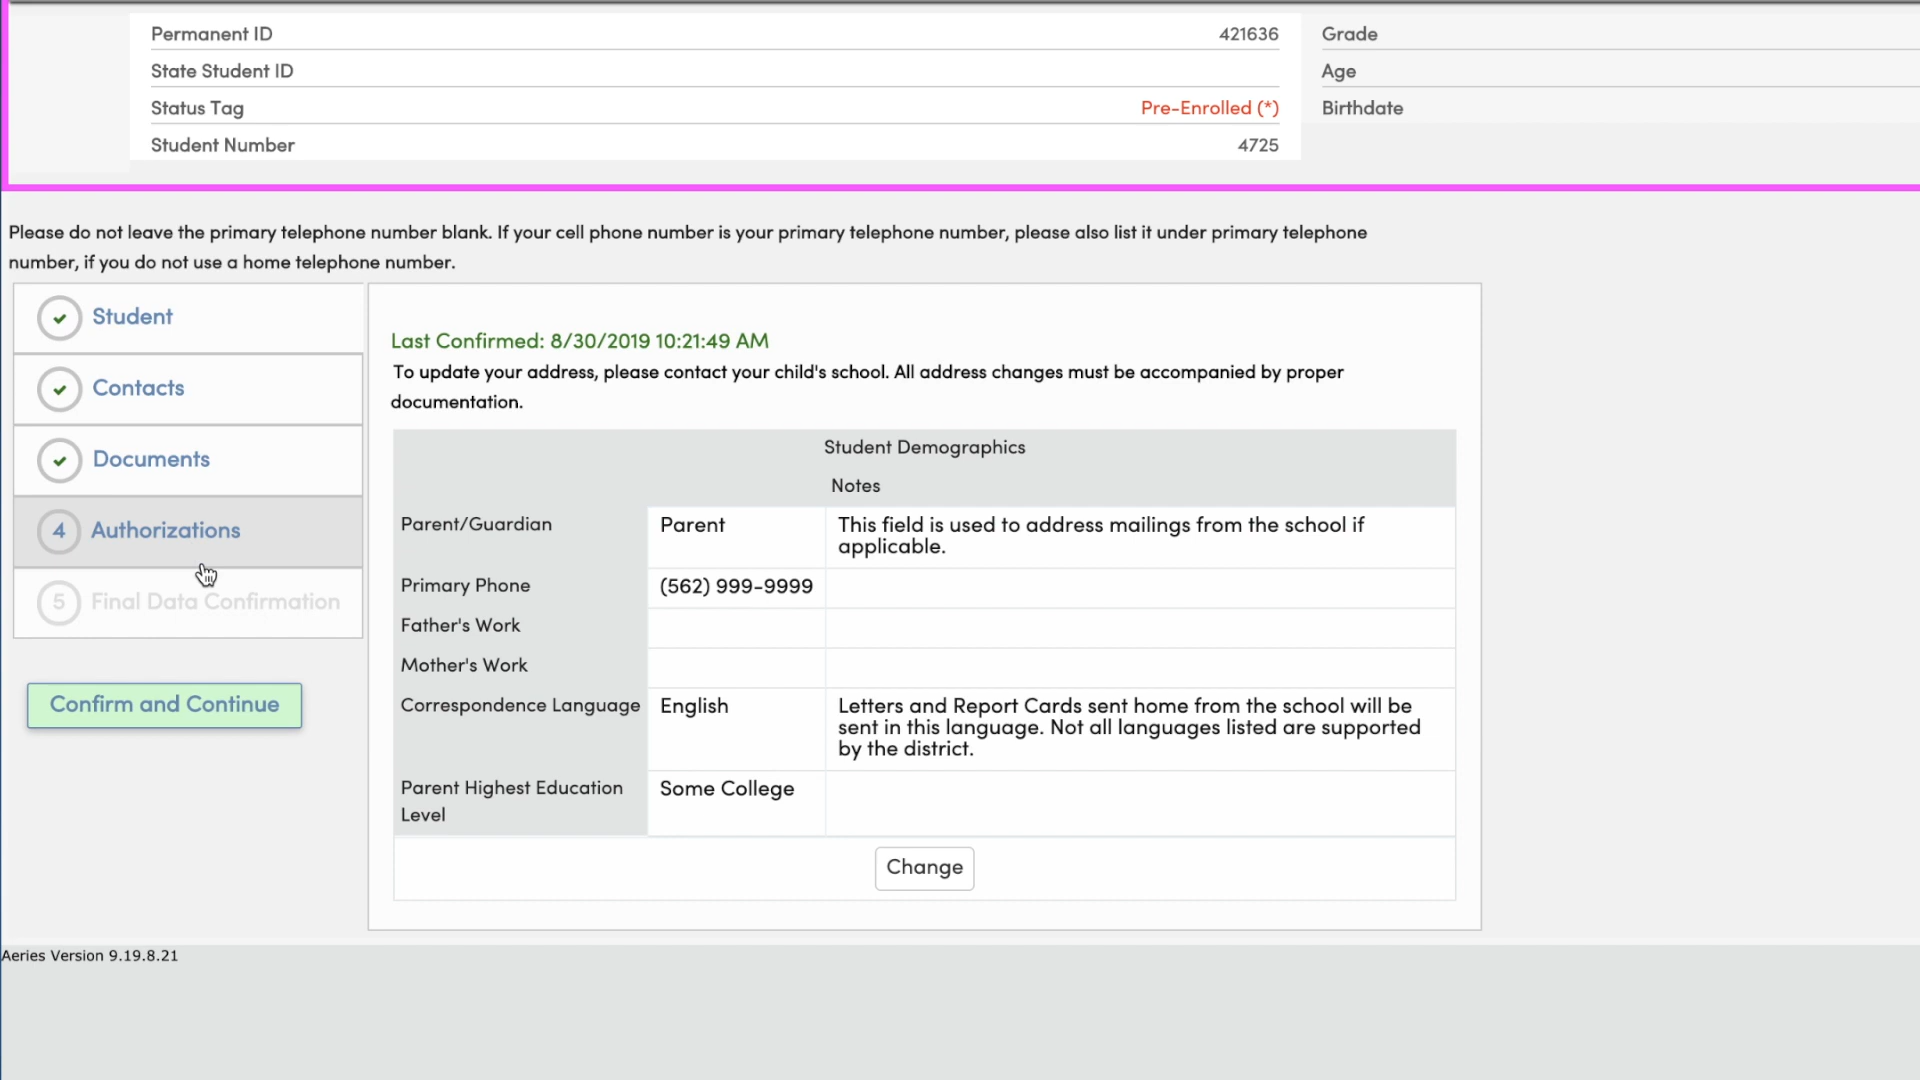 Permanent ID 421636 Grade
State Student ID Age
Status Tag Pre-Enrolled (*) Birthdate
Student Number 4725
Please do not leave the primary telephone number blank. If your cell phone number is your primary telephone number, please also list it under primary telephone
number, if you do not use a home telephone number.
Student
Contacts
Documents
4 Authorizations
5 Final Data Confirmation
Confirm and Continue
Last Confirmed: 8/30/2019 10:21:49 AM
To update your address, please contact your child's school. All address changes must be accompanied by proper
documentation.
Student Demographics
Notes
Parent/Guardian Parent This field is used to address mailings from the school if
applicable.
Primary Phone (562) 999-9999
Father's Work
Mother's Work
Correspondence Language English Letters and Report Cards sent home from the school will be
sent in this language. Not all languages listed are supported
by the district.
Parent Highest Education Some College
Level
Change
Aeries Version 9.19.8.21